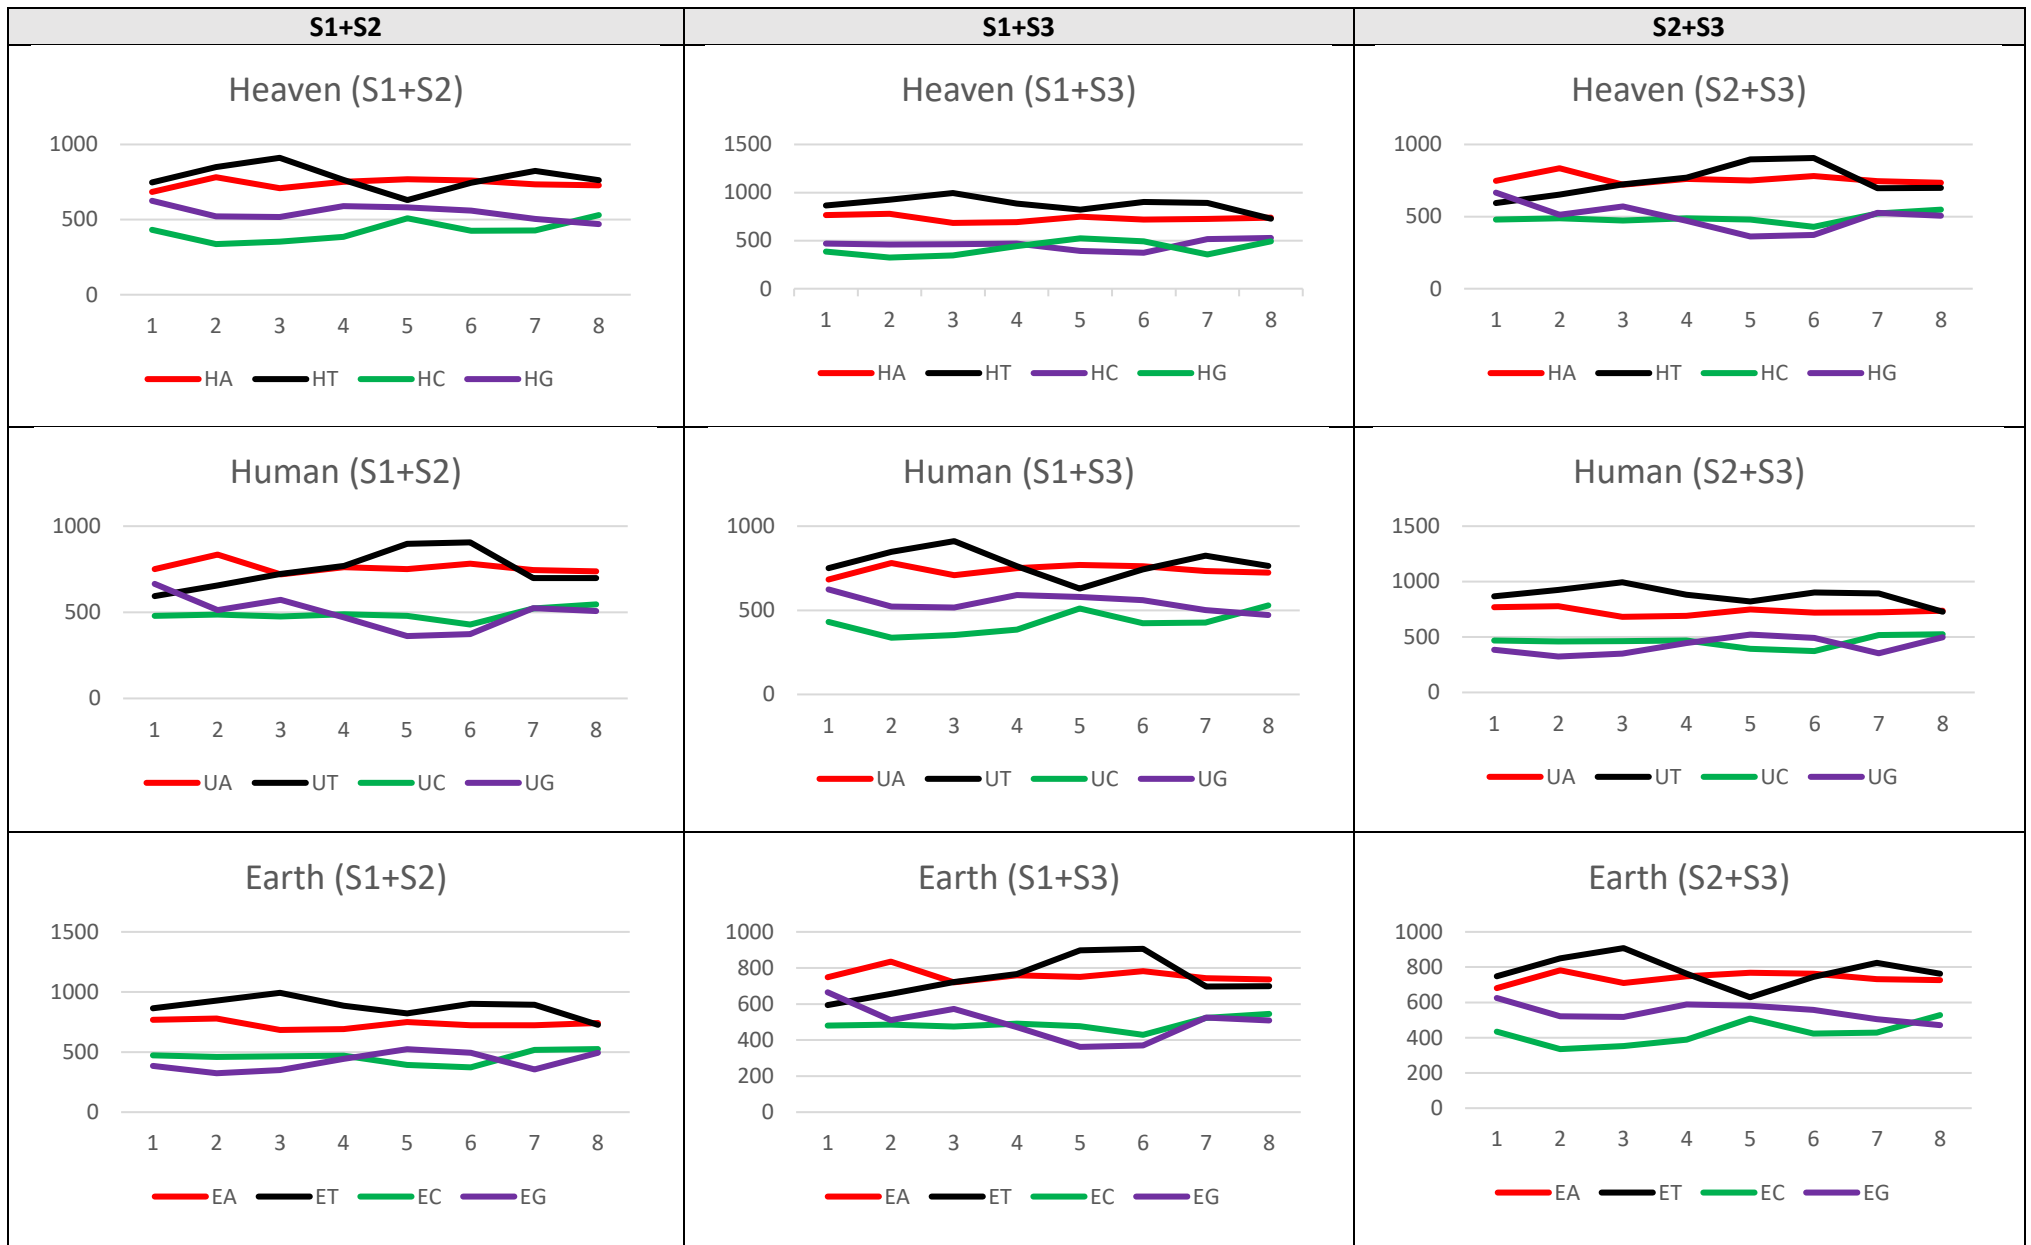 S1+S2 S1+S3 S2+S3
Heaven (S1+S2)
1000
500
0
1 2 3 4 5 6 7 8
HA HT HC HG
Heaven (S1+S3)
1500
1000
500
0
1 2 3 4 5 6 7 8
HA HT HC HG
Heaven (S2+S3)
1000
500
0
1 2 3 4 5 6 7 8
HA HT HC HG
Human (S1+S2)
1000
500
0
1 2 3 4 5 6 7 8
UA UT UC UG
Human (S1+S3)
1000
500
0
1 2 3 4 5 6 7 8
UA UT UC UG
Human (S2+S3)
1500
1000
500
0
1 2 3 4 5 6 7 8
UA UT UC UG
Earth (S1+S2)
1500
1000
500
0
1 2 3 4 5 6 7 8
EA ET EC EG
Earth (S1+S3)
1000
800
600
400
200
0
1 2 3 4 5 6 7 8
EA ET EC EG
Earth (S2+S3)
1000
800
600
400
200
0
1 2 3 4 5 6 7 8
EA ET EC EG